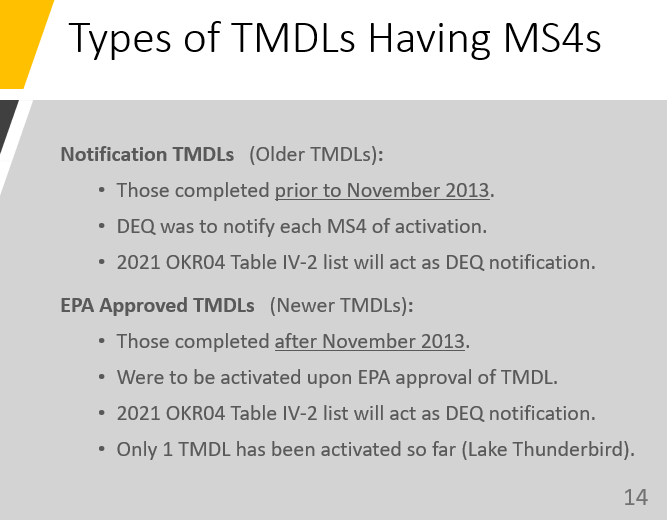 Types of TMDLs Having MS4s
Notification TMDLs (Older TMDLs):
• Those completed prior to November 2013.
• DEQ was to notify each MS4 of activation.
• 2021 OKR04 Table IV-2 list will act as DEQ notification.
EPA Approved TMDLs (Newer TMDLs):
• Those completed after November 2013.
• Were to be activated upon EPA approval of TMDL.
• 2021 OKR04 Table IV-2 list will act as DEQ notification.
• Only 1 TMDL has been activated so far (Lake Thunderbird).
14